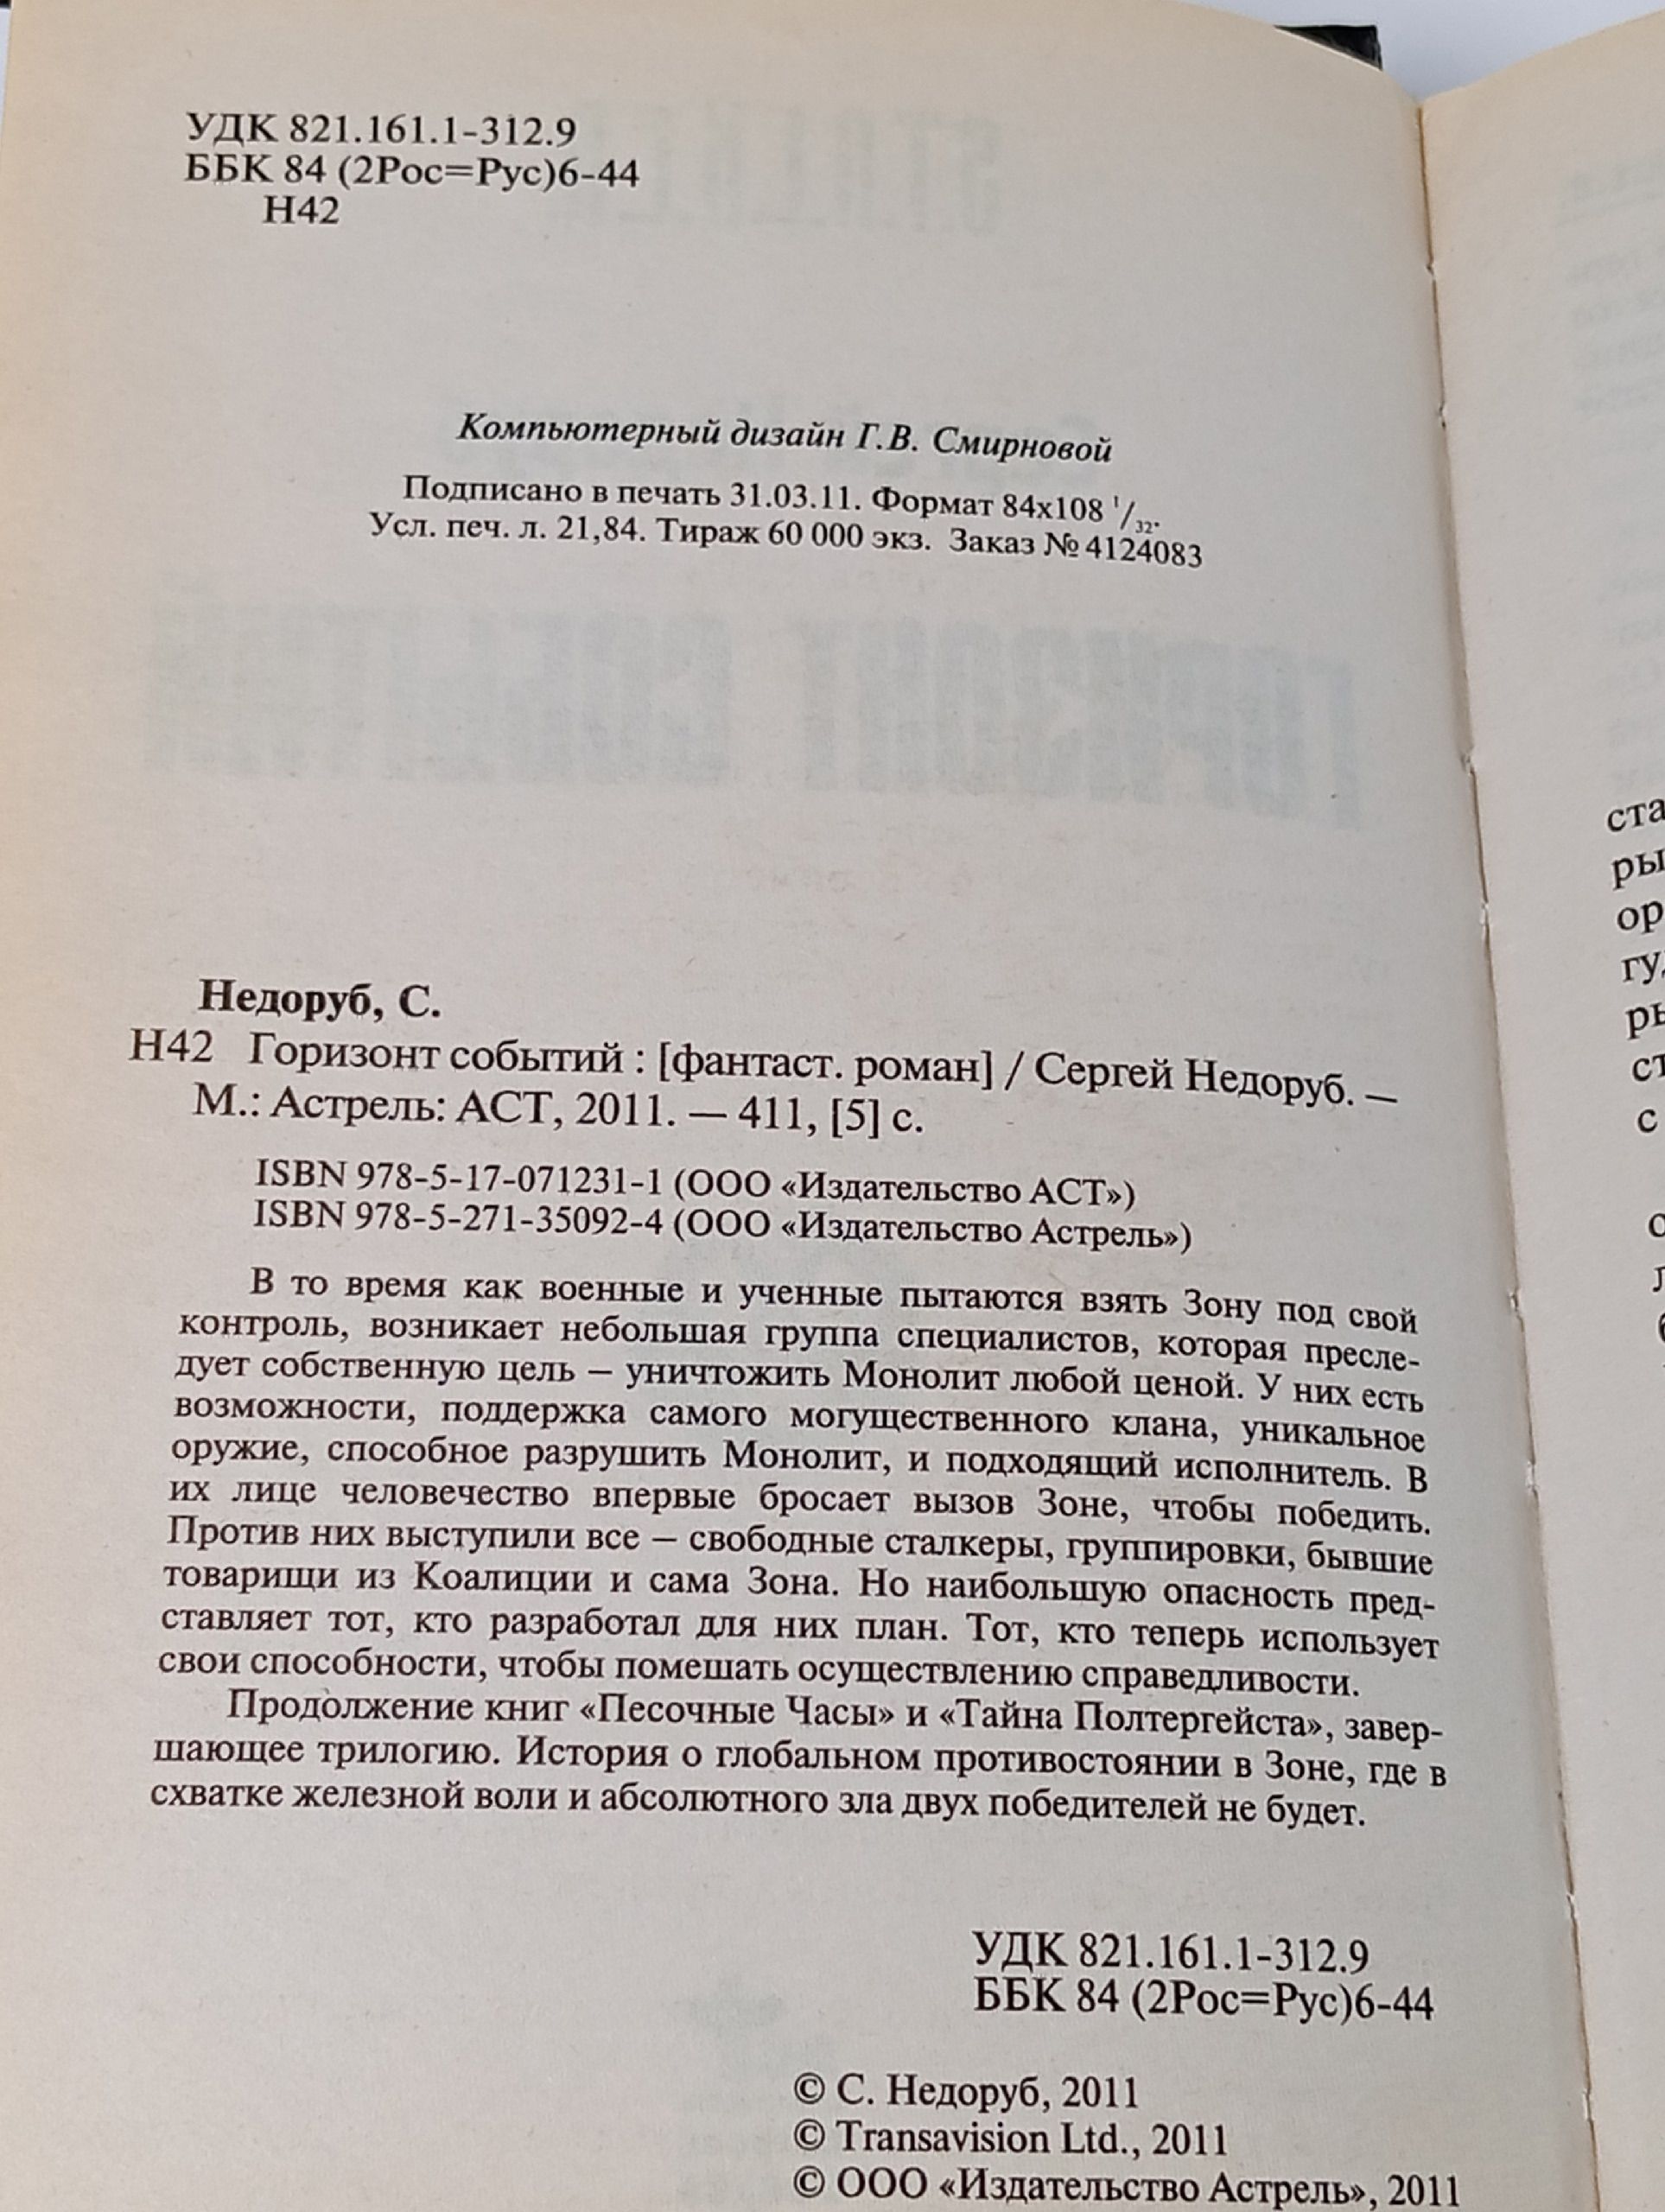 УДК 821.161.1-312.9
ББК 84 (2Рос=Рус)6-44
Н42
Компьютерный дизайн Г.В. Смирновой
Подписано в печать 31.03.11. Формат 84х108 1/32.
Усл. печ. л. 21,84. Тираж 60 000 экз. Заказ № 4124083
Недоруб, С.
Н42 Горизонт событий : [фантаст. роман] / Сергей Недоруб. —
М.: Астрель: АСТ, 2011. — 411, [5] с.
ISBN 978-5-17-071231-1 (ООО «Издательство АСТ»)
ISBN 978-5-271-35092-4 (ООО «Издательство Астрель»)
В то время как военные и ученные пытаются взять Зону под свой
контроль, возникает небольшая группа специалистов, которая пресле-
дует собственную цель – уничтожить Монолит любой ценой. У них есть
возможности, поддержка самого могущественного клана, уникальное
оружие, способное разрушить Монолит, и подходящий исполнитель. В
их лице человечество впервые бросает вызов Зоне, чтобы победить.
Против них выступили все – свободные сталкеры, группировки, бывшие
товарищи из Коалиции и сама Зона. Но наибольшую опасность пред-
ставляет тот, кто разработал для них план. Тот, кто теперь использует
свои способности, чтобы помешать осуществлению справедливости.
Продолжение книг «Песочные Часы» и «Тайна Полтергейста», завер-
шающее трилогию. История о глобальном противостоянии в Зоне, где в
схватке железной воли и абсолютного зла двух победителей не будет.
УДК 821.161.1-312.9
ББК 84 (2Рос=Рус)6-44
© С. Недоруб, 2011
© Transavision Ltd., 2011
© ООО «Издательство Астрель», 2011